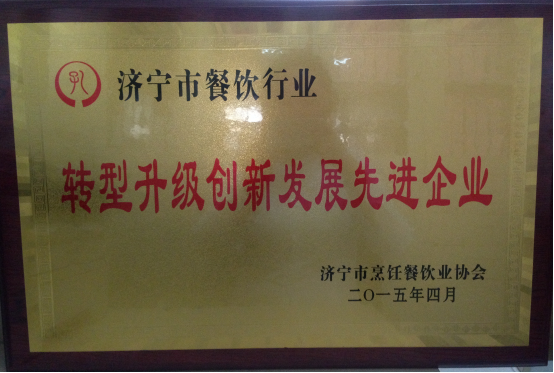 孔
济宁市餐饮行业
转型升级创新发展先进企业
济宁市烹饪餐饮业协会
二〇一五年四月